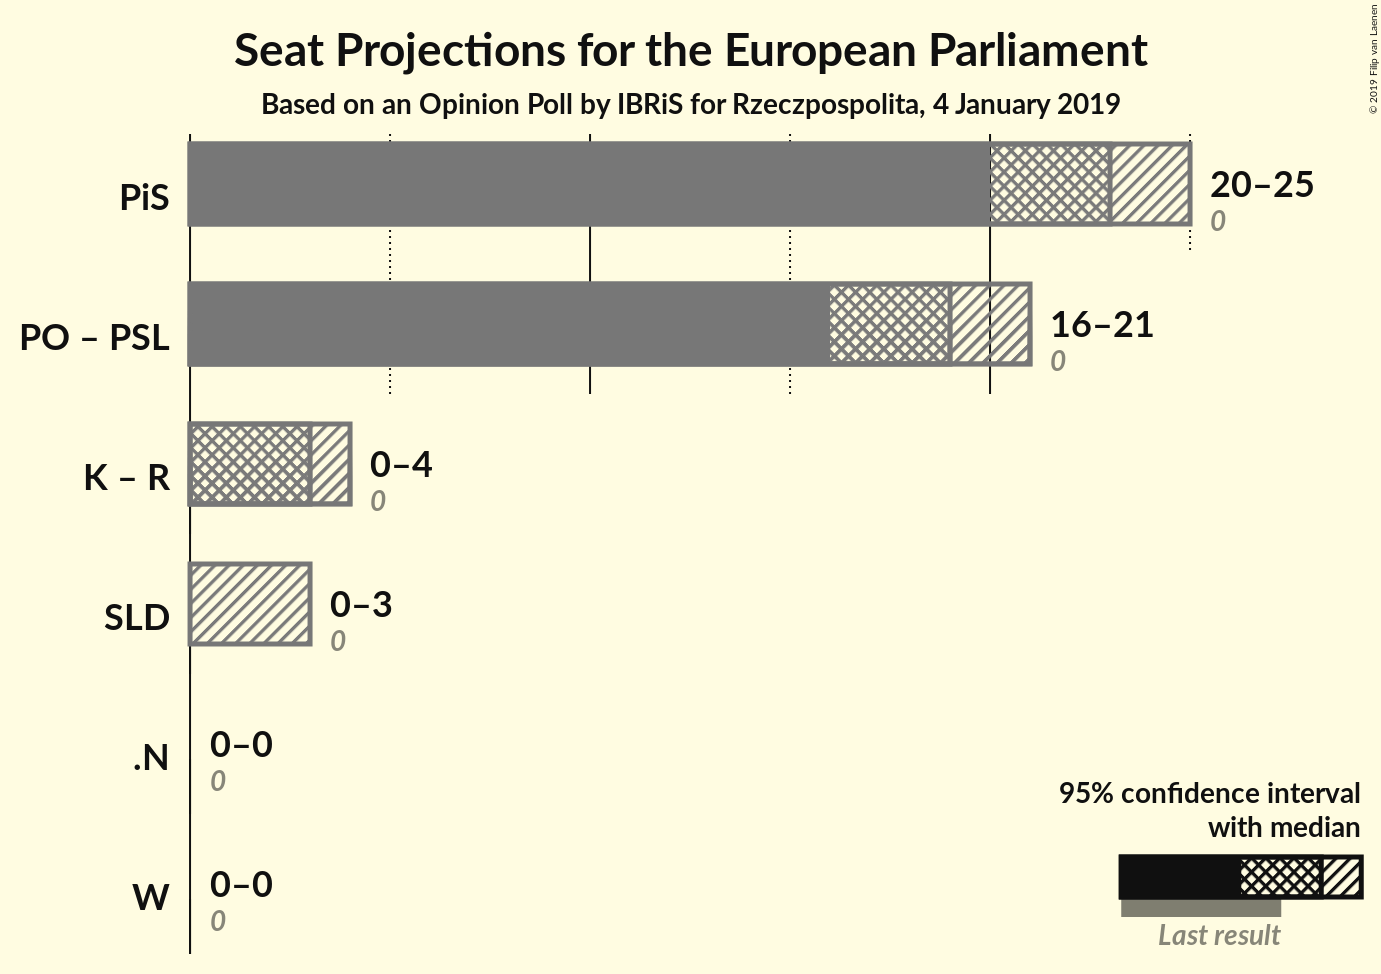 Seat Projections for the European Parliament
Based on an Opinion Poll by IBRiS for Rzeczpospolita, 4 January 2019
© 2019 Filip van Laenen
PiS
20–25
0
PO – PSL
16–21
0
K – R
0–4
0
SLD
0–3
0
.N
0–0
0
W
0–0
0
95% confidence interval
with median
Last result